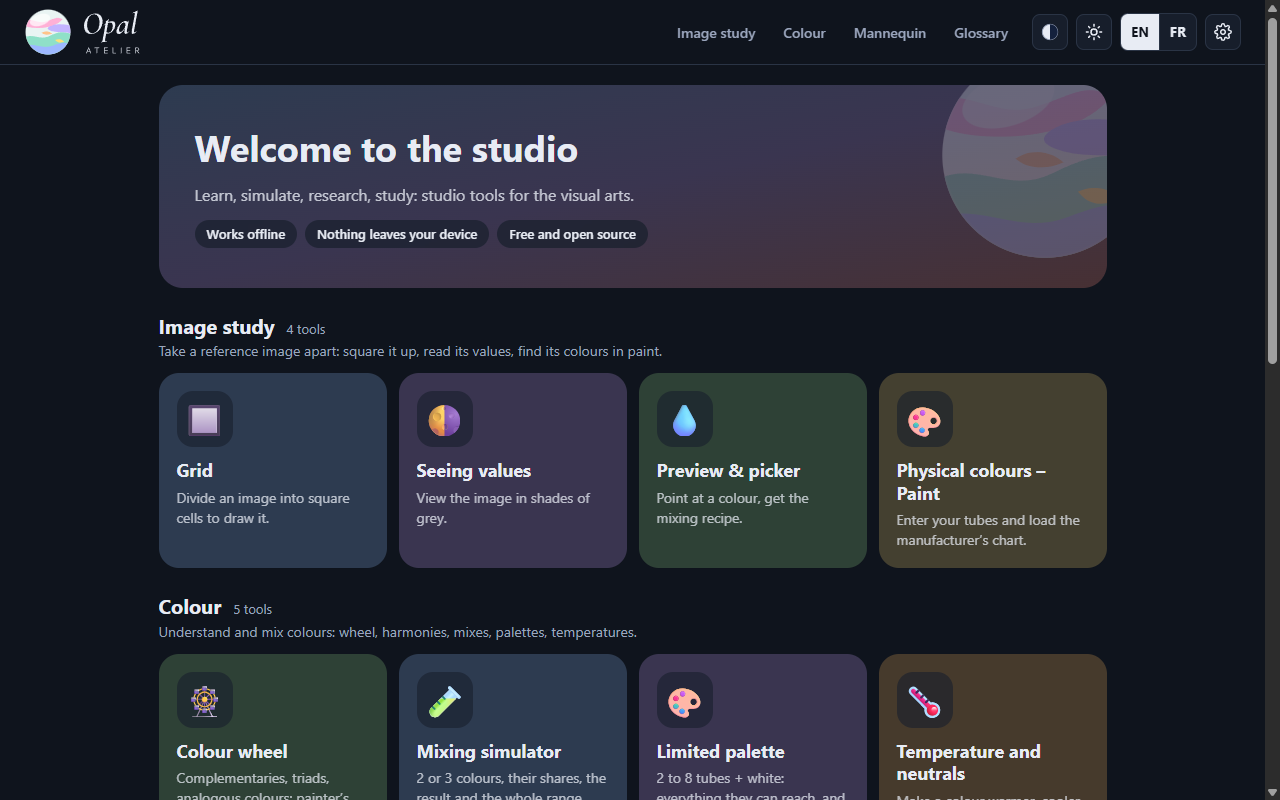 Opal
ATELIER
Image study
Colour
Mannequin
Glossary
EN
FR
Welcome to the studio
Learn, simulate, research, study: studio tools for the visual arts.
Works offline
Nothing leaves your device
Free and open source
Image study 4 tools
Take a reference image apart: square it up, read its values, find its colours in paint.
Grid
Divide an image into square
cells to draw it.
Seeing values
View the image in shades of
grey.
Preview & picker
Point at a colour, get the
mixing recipe.
Physical colours –
Paint
Enter your tubes and load the
manufacturer's chart.
Colour 5 tools
Understand and mix colours: wheel, harmonies, mixes, palettes, temperatures.
Colour wheel
Complementaries, triads,
analogous colours: painter's
Mixing simulator
2 or 3 colours, their shares, the
result and the whole range
Limited palette
2 to 8 tubes + white:
everything they can reach, and
Temperature and
neutrals
Make a colour warmer, cooler